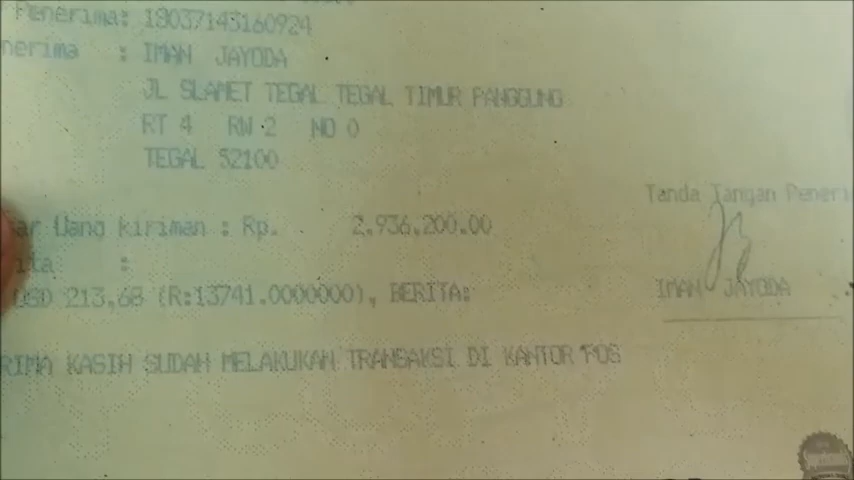 Penerima: 18037143160924
nerima : IMAN JAYODA
JL SLAMET TEGAL TEGAL TIMUR PANGGUNG
RT 4 RW 2 NO 0
TEGAL 52100
Tanda Tangan Peneri
ar Uang kiriman : Rp. 2.936.200.00
ita :
USD 213,68 (R:13741.0000000), BERITA:
IMAN JAYODA
RIMA KASIH SUDAH MELAKUKAN TRANSAKSI DI KANTOR POS